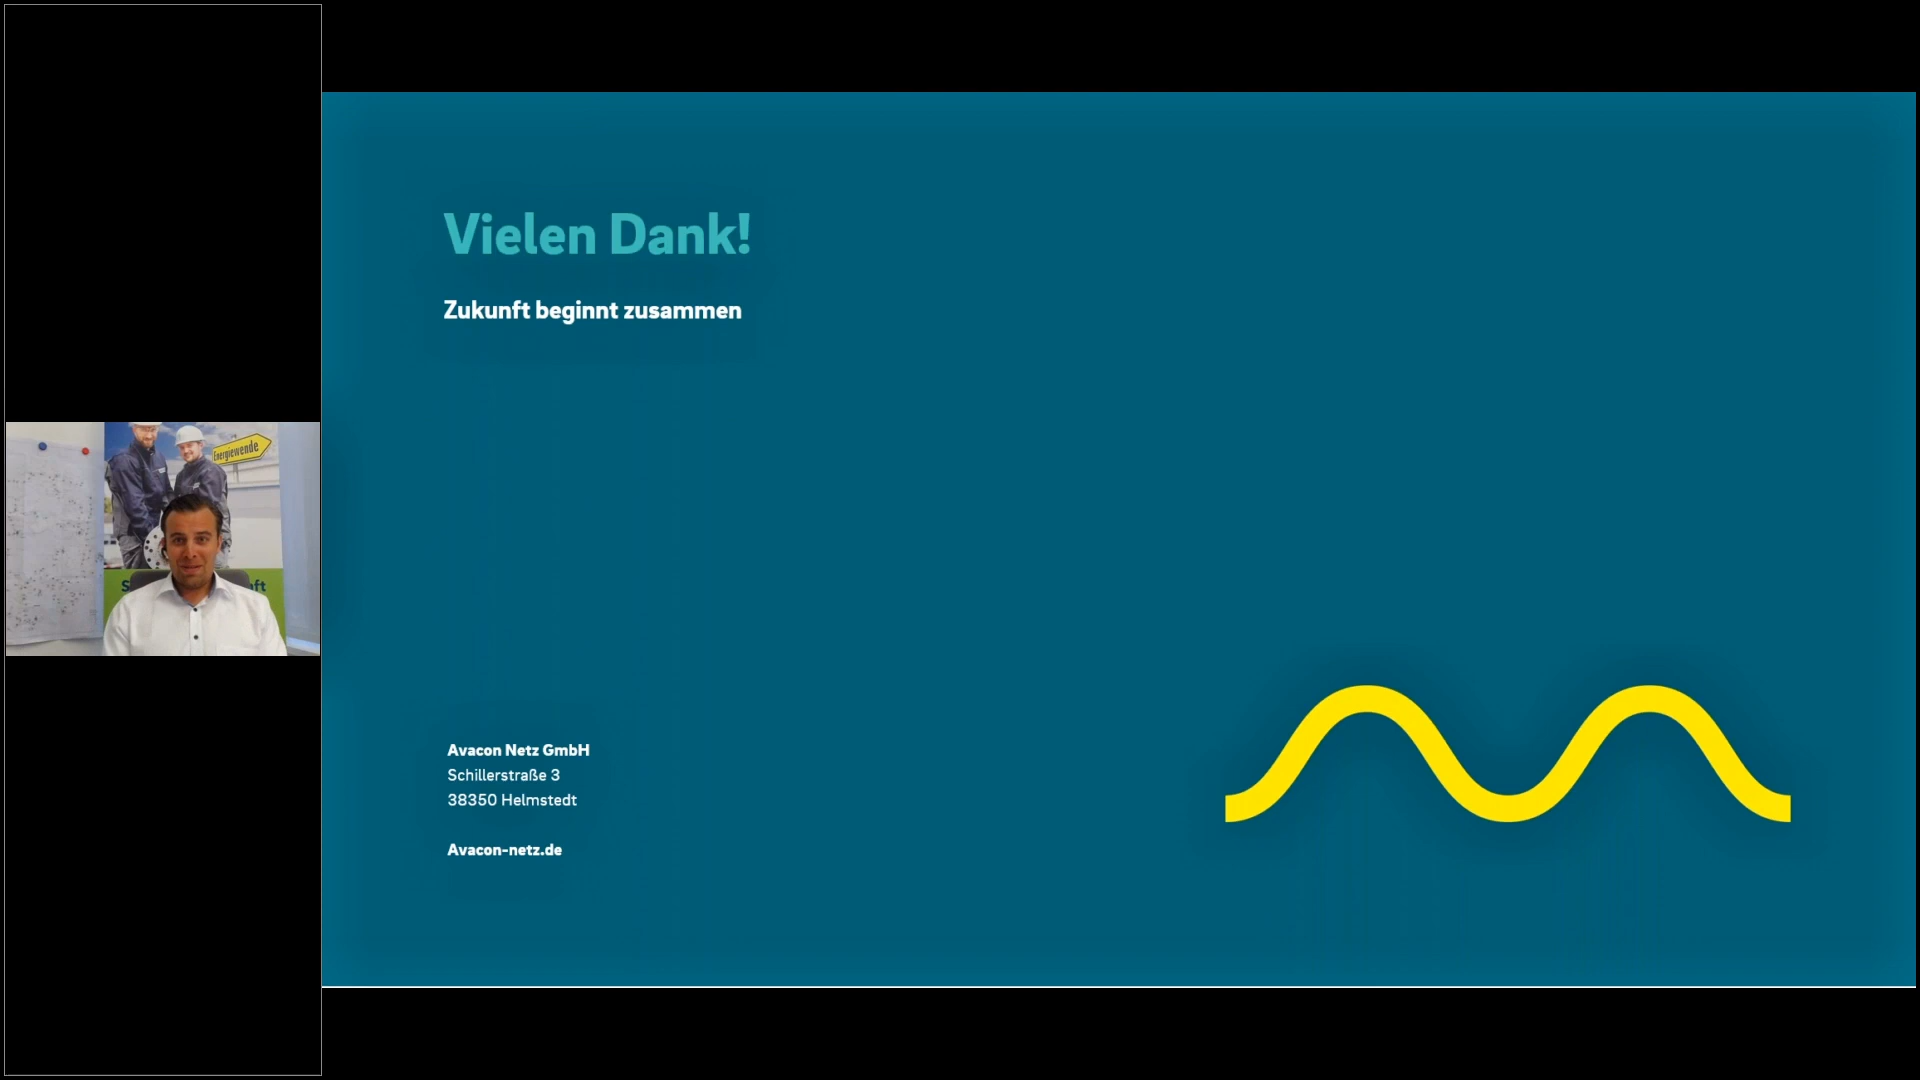 Energiewende
Vielen Dank!
Zukunft beginnt zusammen
Avacon Netz GmbH
Schillerstraße 3
38350 Helmstedt
Avacon-netz.de